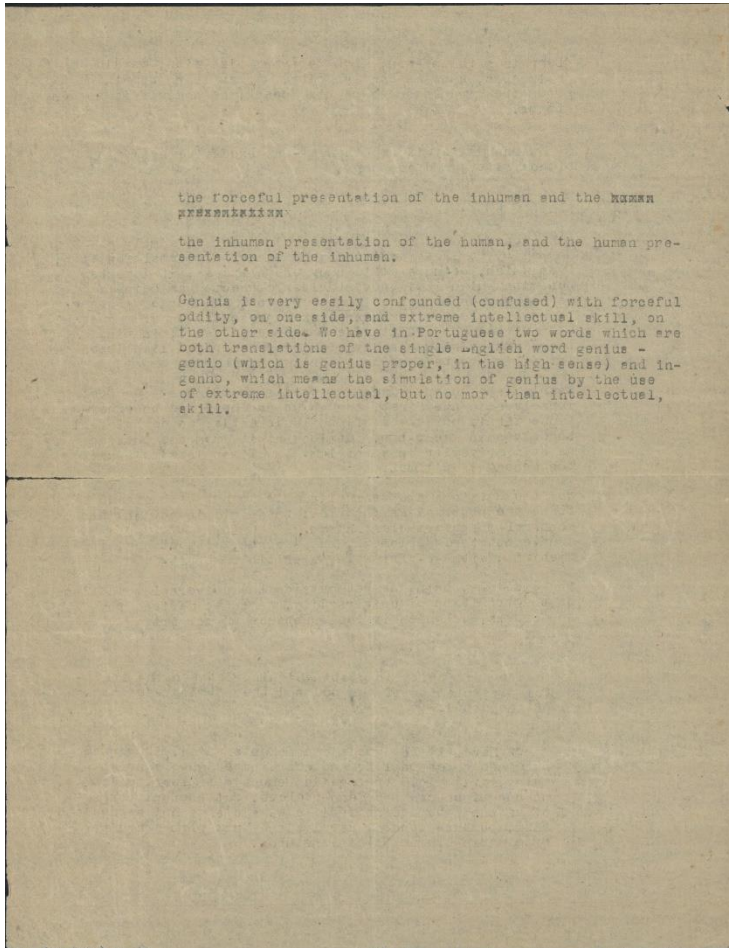 the forceful presentation of the inhuman and the
the inhuman presentation of the human, and the human pre-
sentation of the inhuman.
Genius is very easily confounded (confused) with forceful
oddity, on one side, and extreme intellectual skill, on
the other side. We have in Portuguese two words which are
both translations of the single English word genius -
genio (which is genius proper, in the high sense) and in-
genho, which means the simulation of genius by the use
of extreme intellectual, but no mor than intellectual,
skill.